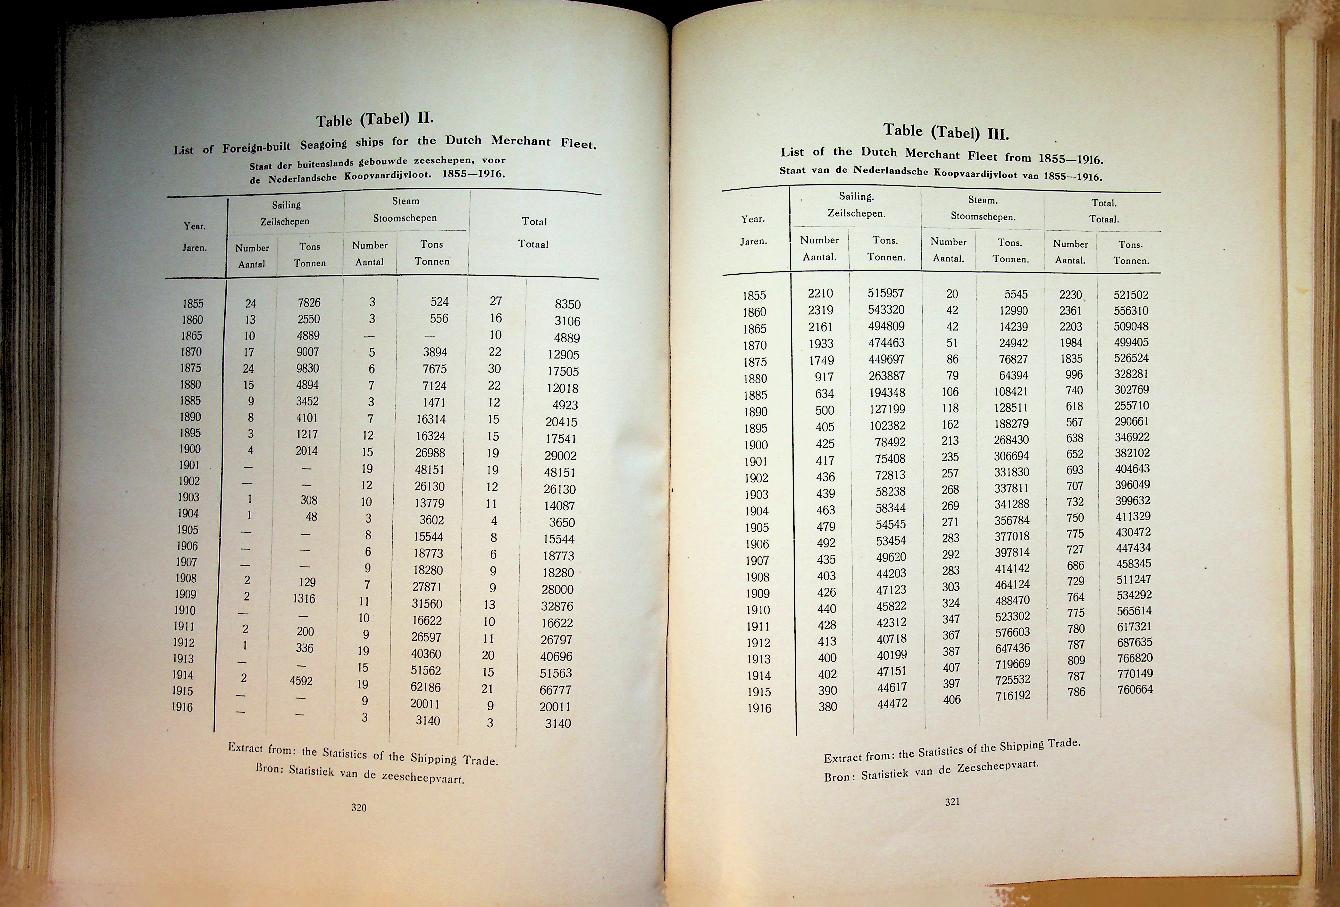 Table (Tabel) II.
List of Foreign-built Seagoing ships for the Dutch Merchant Fleet.
Staat der buitenslands gebouwde zeeschepen, voor
de Nederlandsche Koopvaardijvloot. 1855—1916.
Year. Sailing Steam Total
Jaren. Zeilschepen Stoomschepen Totaal
Number Tons Number Tons
Aantal Tonnen Aantal Tonnen
1855 24 7826 3 524 27 8350
1860 13 2550 3 556 16 3106
1865 10 4889 — — 10 4889
1870 17 9007 5 3894 22 12905
1875 24 9830 6 7675 30 17505
1880 15 4894 7 7124 22 12018
1885 9 3452 3 1471 12 4923
1890 8 4101 7 16314 15 20415
1895 3 1217 12 16324 15 17541
1900 4 2014 15 26988 19 29002
1901 — — 19 48151 19 48151
1902 — — 12 26130 12 26130
1903 1 308 10 13779 11 14087
1904 1 48 3 3602 4 3650
1905 — — 8 15544 8 15544
1906 — — 6 18773 6 18773
1907 — — 9 18280 9 18280
1908 2 129 7 27871 9 28000
1909 2 1316 11 31560 13 32876
1910 — — 10 16622 10 16622
1911 2 200 9 26597 11 26797
1912 1 336 19 40360 20 40696
1913 — — 15 51562 15 51563
1914 2 4592 19 62186 21 66777
1915 — — 9 20011 9 20011
1916 — — 3 3140 3 3140
Extract from: the Statistics of the Shipping Trade.
Bron: Statistiek van de zeescheepvaart.
320
Table (Tabel) III.
List of the Dutch Merchant Fleet from 1855—1916.
Staat van de Nederlandsche Koopvaardijvloot van 1855—1916.
Year. Sailing. Steam. Total.
Jaren. Zeilschepen. Stoomschepen. Totaal.
Number Tons. Number Tons. Number Tons.
Aantal. Tonnen. Aantal. Tonnen. Aantal. Tonnen.
1855 2210 515957 20 5545 2230 521502
1860 2319 543320 42 12990 2361 556310
1865 2161 494809 42 14239 2203 509048
1870 1933 474463 51 24942 1984 499405
1875 1749 449697 86 76827 1835 526524
1880 917 263887 79 64394 996 328281
1885 634 194348 106 108421 740 302769
1890 500 127199 118 128511 618 255710
1895 405 102382 162 188279 567 290661
1900 425 78492 213 268430 638 346922
1901 417 75408 235 306694 652 382102
1902 436 72813 257 331830 693 404643
1903 439 58238 268 337811 707 396049
1904 463 58344 269 341288 732 399632
1905 479 54545 271 356784 750 411329
1906 492 53454 283 377018 775 430472
1907 435 49620 292 397814 727 447434
1908 403 44203 283 414142 686 458345
1909 426 47123 303 464124 729 511247
1910 440 45822 324 488470 764 534292
1911 428 42312 347 523302 775 565614
1912 413 40718 367 576603 780 617321
1913 400 40199 387 647436 787 687635
1914 402 47151 407 719669 809 766820
1915 390 44617 397 725532 787 770149
1916 380 44472 406 716192 786 760664
Extract from: the Statistics of the Shipping Trade.
Bron: Statistiek van de Zeescheepvaart.
321